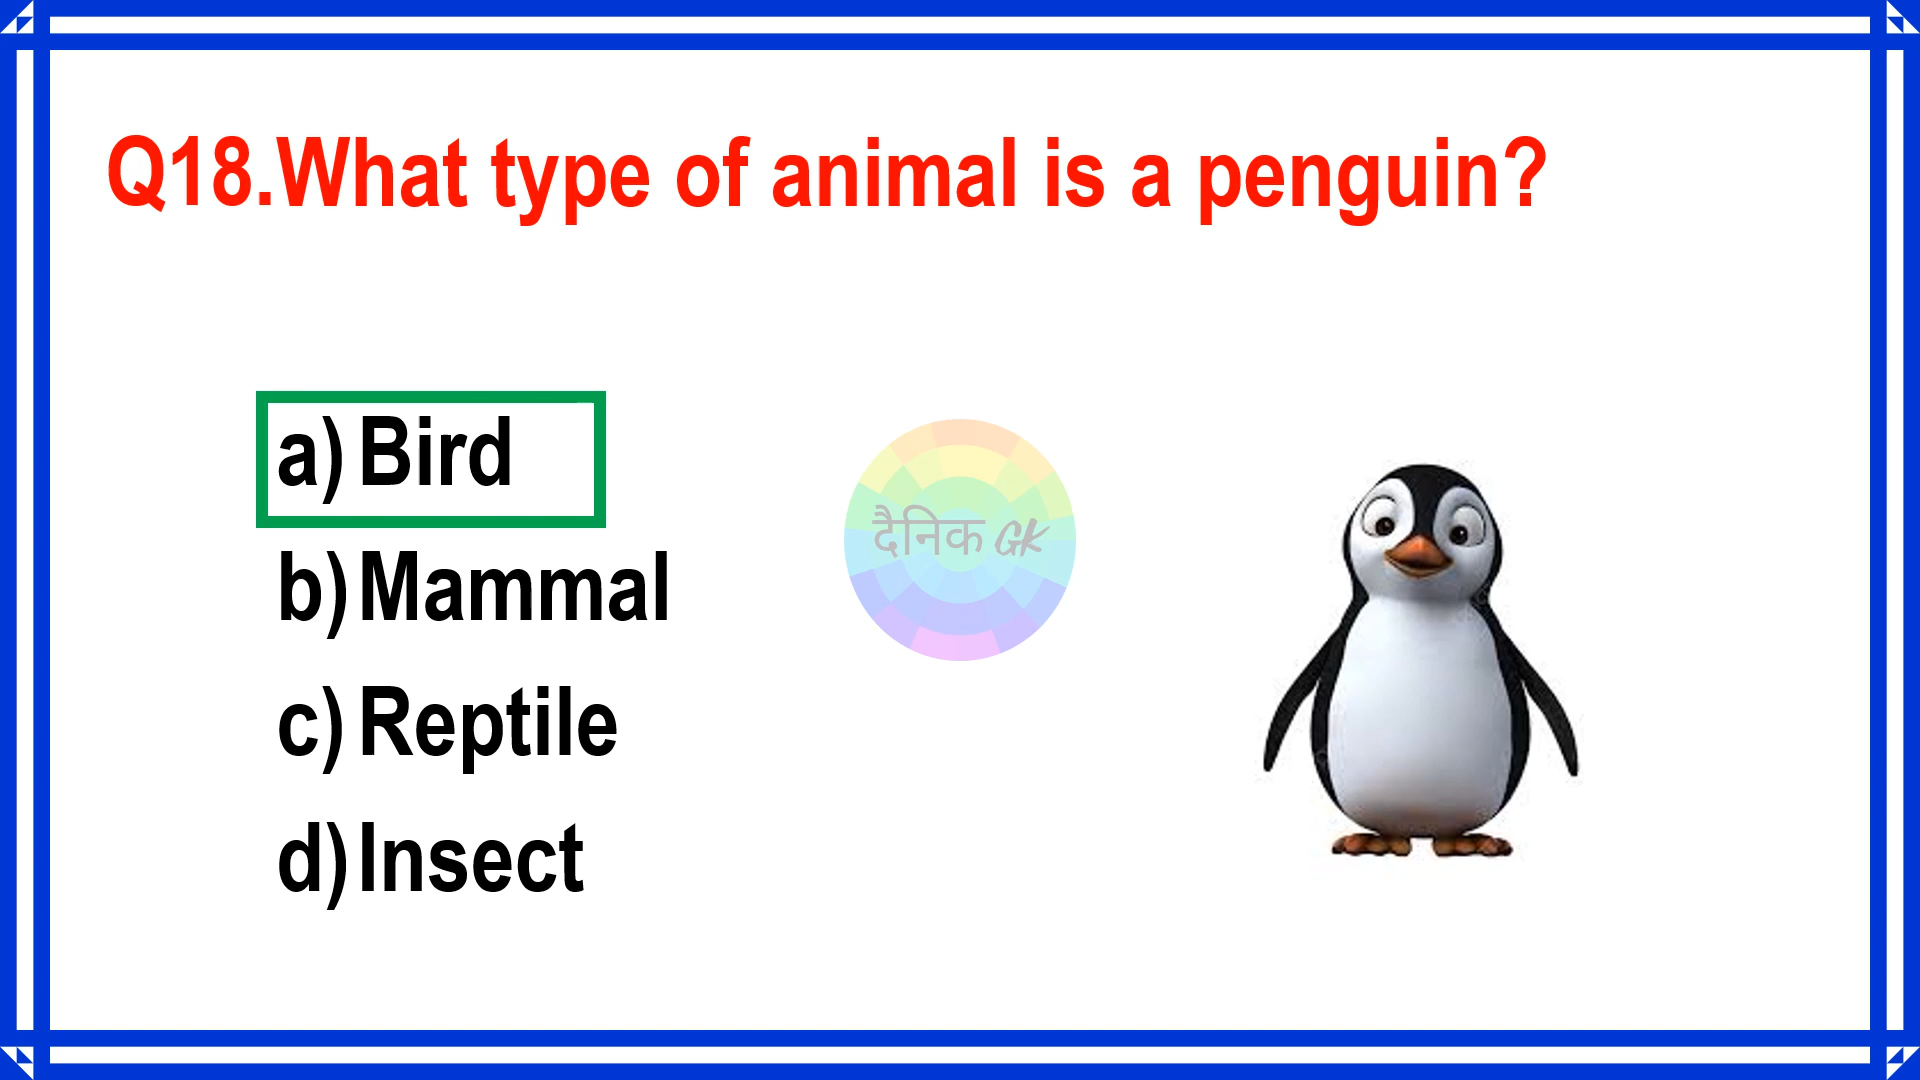 Q18.What type of animal is a penguin?
a) Bird
दैनिक GK
b) Mammal
c) Reptile
d) Insect